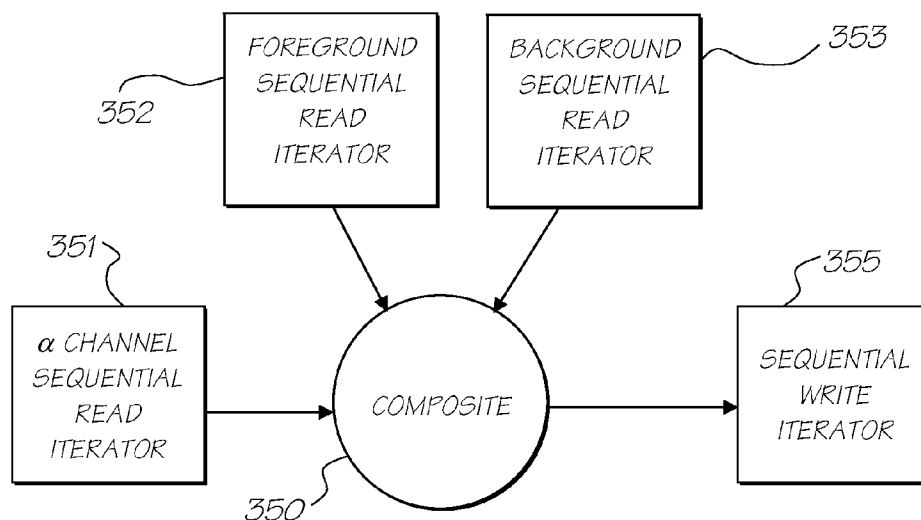 FOREGROUND
SEQUENTIAL
READ
ITERATOR
352
BACKGROUND
SEQUENTIAL
READ
ITERATOR
353
351
α CHANNEL
SEQUENTIAL
READ
ITERATOR
COMPOSITE
350
355
SEQUENTIAL
WRITE
ITERATOR